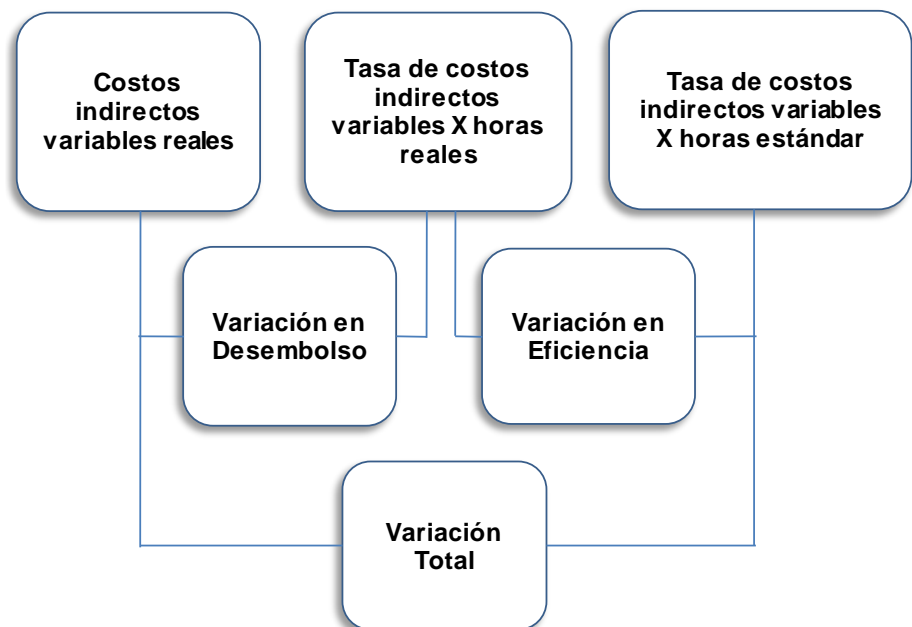 Costos
indirectos
variables reales
Tasa de costos
indirectos
variables X horas
reales
Tasa de costos
indirectos variables
X horas estándar
Variación en
Desembolso
Variación en
Eficiencia
Variación
Total